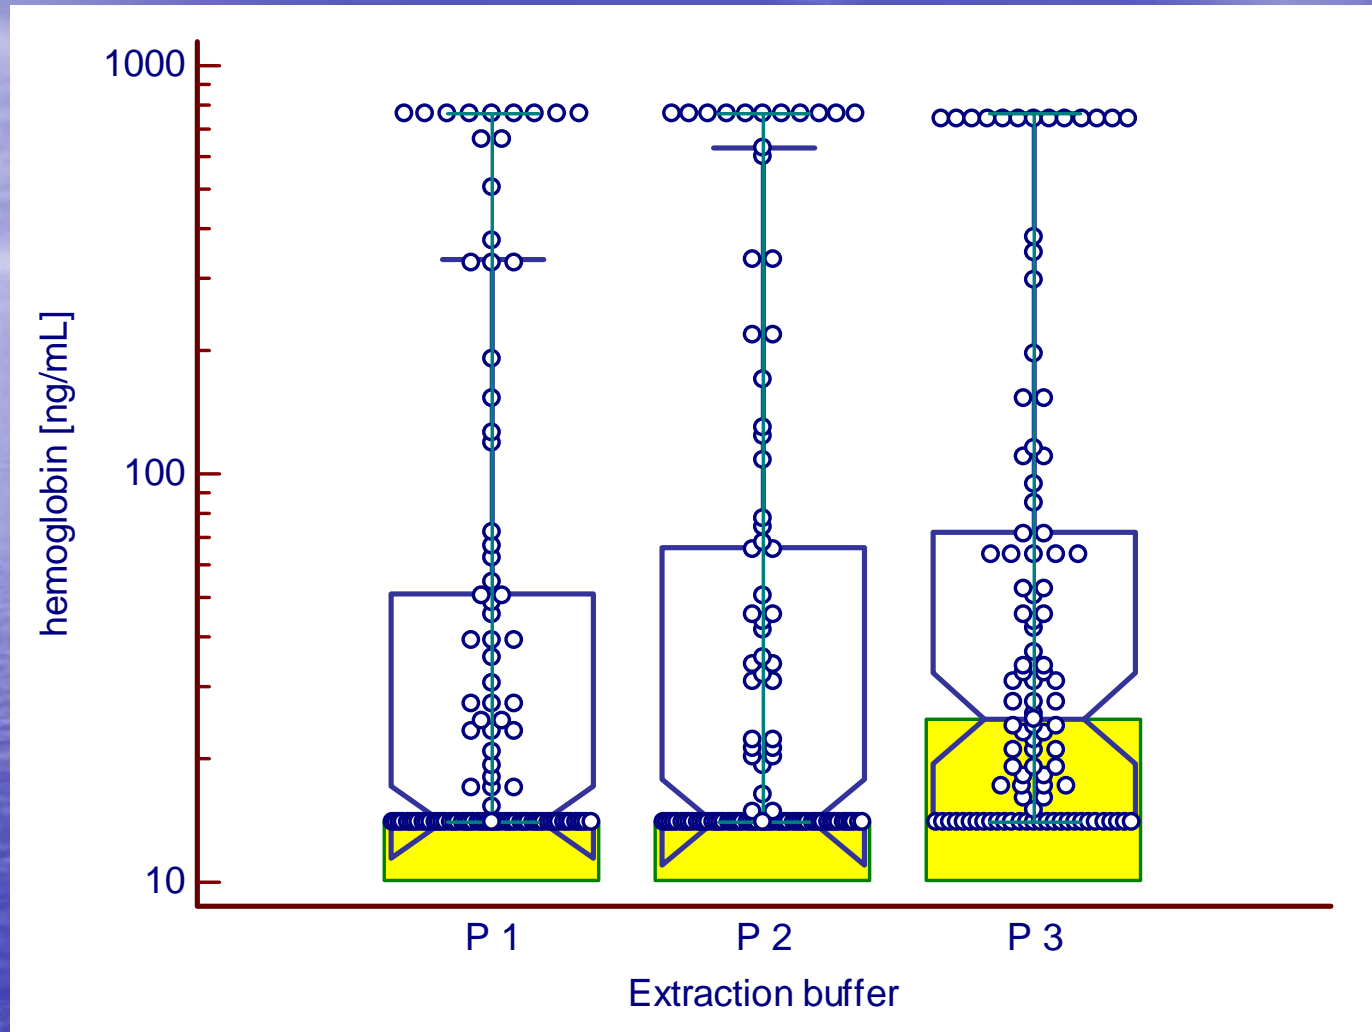 1000
100
10
hemoglobin [ng/mL]
P 1
P 2
P 3
Extraction buffer